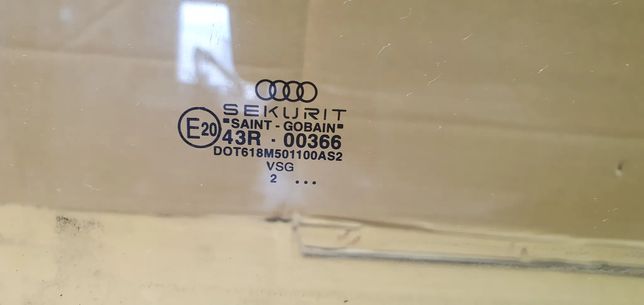 SEKURIT
"SAINT - GOBAIN"
E20 43R · 00366
DOT618M501100AS2
VSG
2 ...